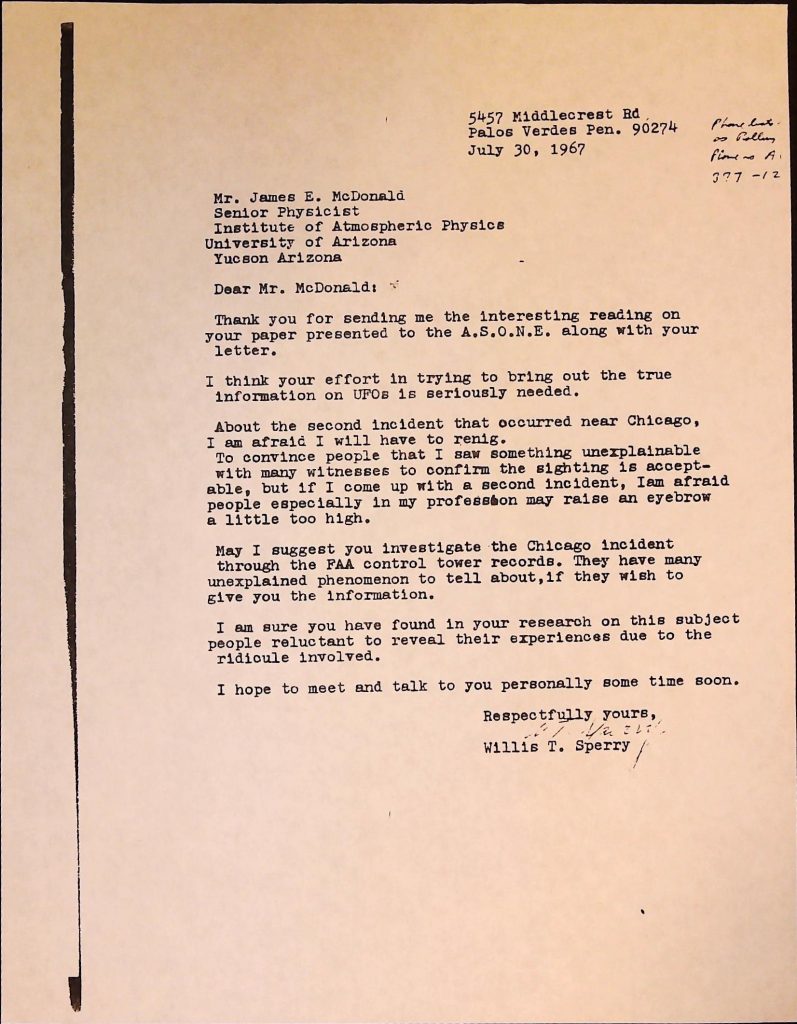 5457 Middlecrest Rd.
Palos Verdes Pen. 90274
July 30, 1967
Phone
as
377-12
Mr. James E. McDonald
Senior Physicist
Institute of Atmospheric Physics
University of Arizona
Yucson Arizona
Dear Mr. McDonald:
Thank you for sending me the interesting reading on
your paper presented to the A.S.O.N.E. along with your
letter.
I think your effort in trying to bring out the true
information on UFOs is seriously needed.
About the second incident that occurred near Chicago,
I am afraid I will have to renig.
To convince people that I saw something unexplainable
with many witnesses to confirm the sighting is accept-
able, but if I come up with a second incident, Iam afraid
people especially in my profession may raise an eyebrow
a little too high.
May I suggest you investigate the Chicago incident
through the FAA control tower records. They have many
unexplained phenomenon to tell about,if they wish to
give you the information.
I am sure you have found in your research on this subject
people reluctant to reveal their experiences due to the
ridicule involved.
I hope to meet and talk to you personally some time soon.
Respectfully yours,
Willis T. Sperry